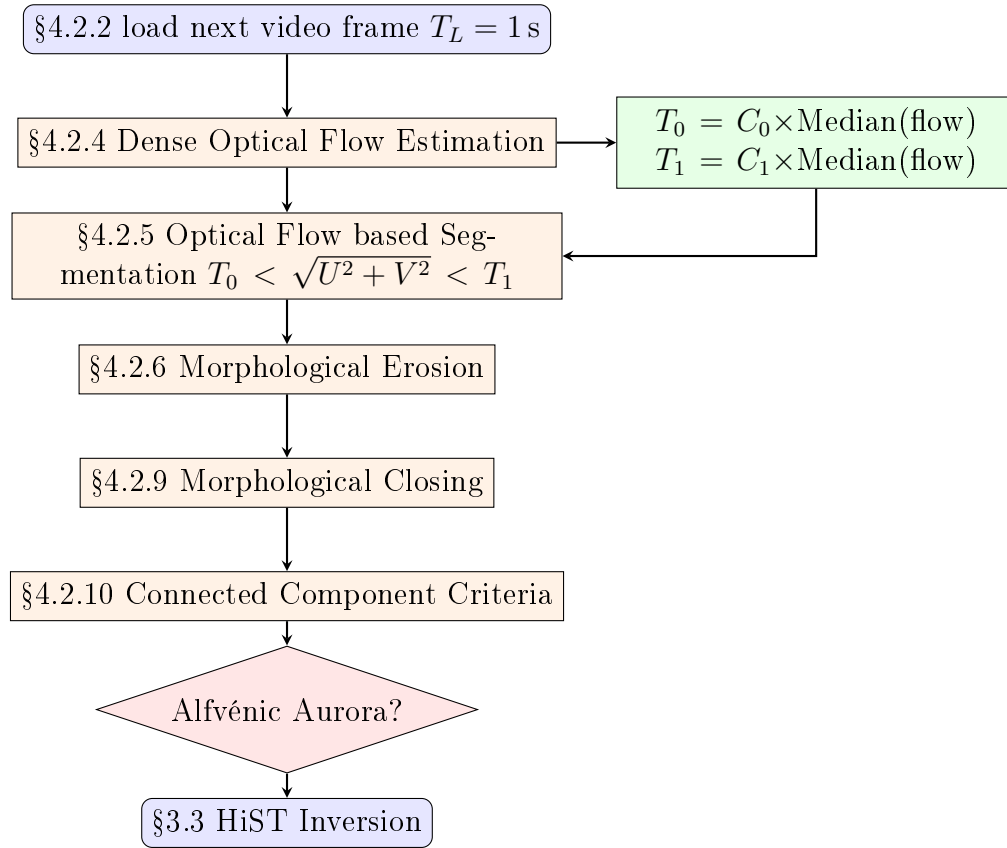 §4.2.2 load next video frame T_L = 1 s
§4.2.4 Dense Optical Flow Estimation
T_0 = C_0×Median(flow)
T_1 = C_1×Median(flow)
§4.2.5 Optical Flow based Seg-
mentation T_0 < √(U² + V²) < T_1
§4.2.6 Morphological Erosion
§4.2.9 Morphological Closing
§4.2.10 Connected Component Criteria
Alfvénic Aurora?
§3.3 HiST Inversion